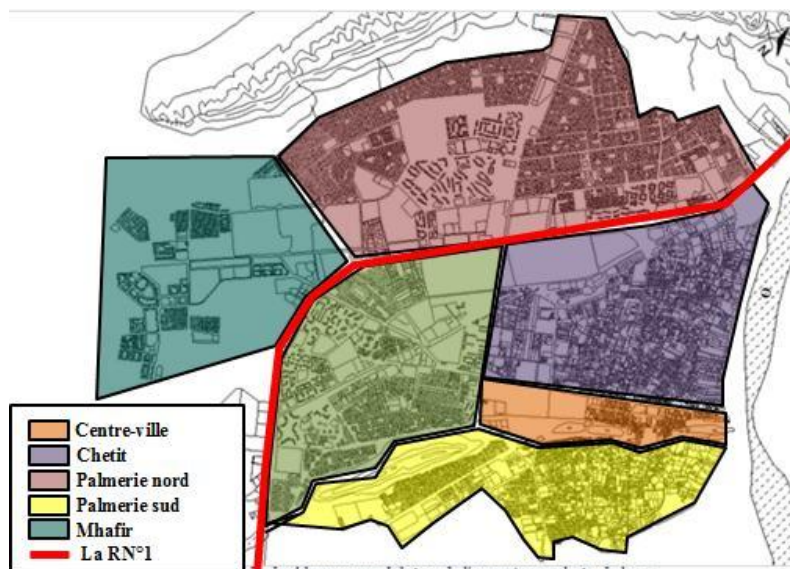 N
Centre-ville
Chetit
Palmerie nord
Palmerie sud
Mhafir
La RN°1